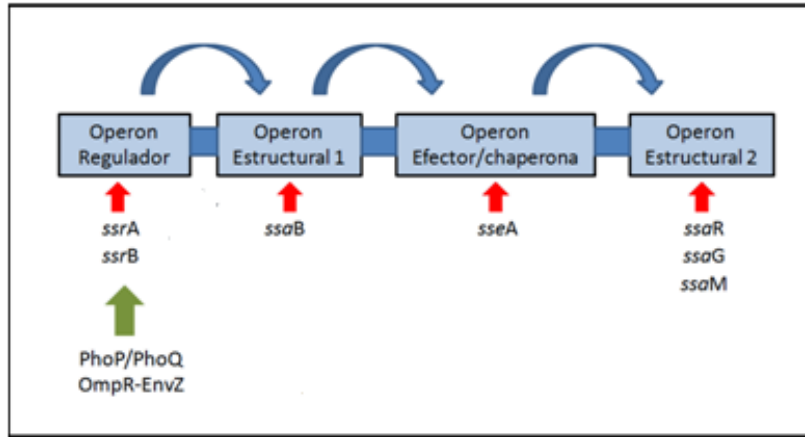 Operon
Regulador
Operon
Estructural 1
Operon
Efector/chaperona
Operon
Estructural 2
ssrA
ssrB
ssaB
sseA
ssaR
ssaG
ssaM
PhoP/PhoQ
OmpR-EnvZ